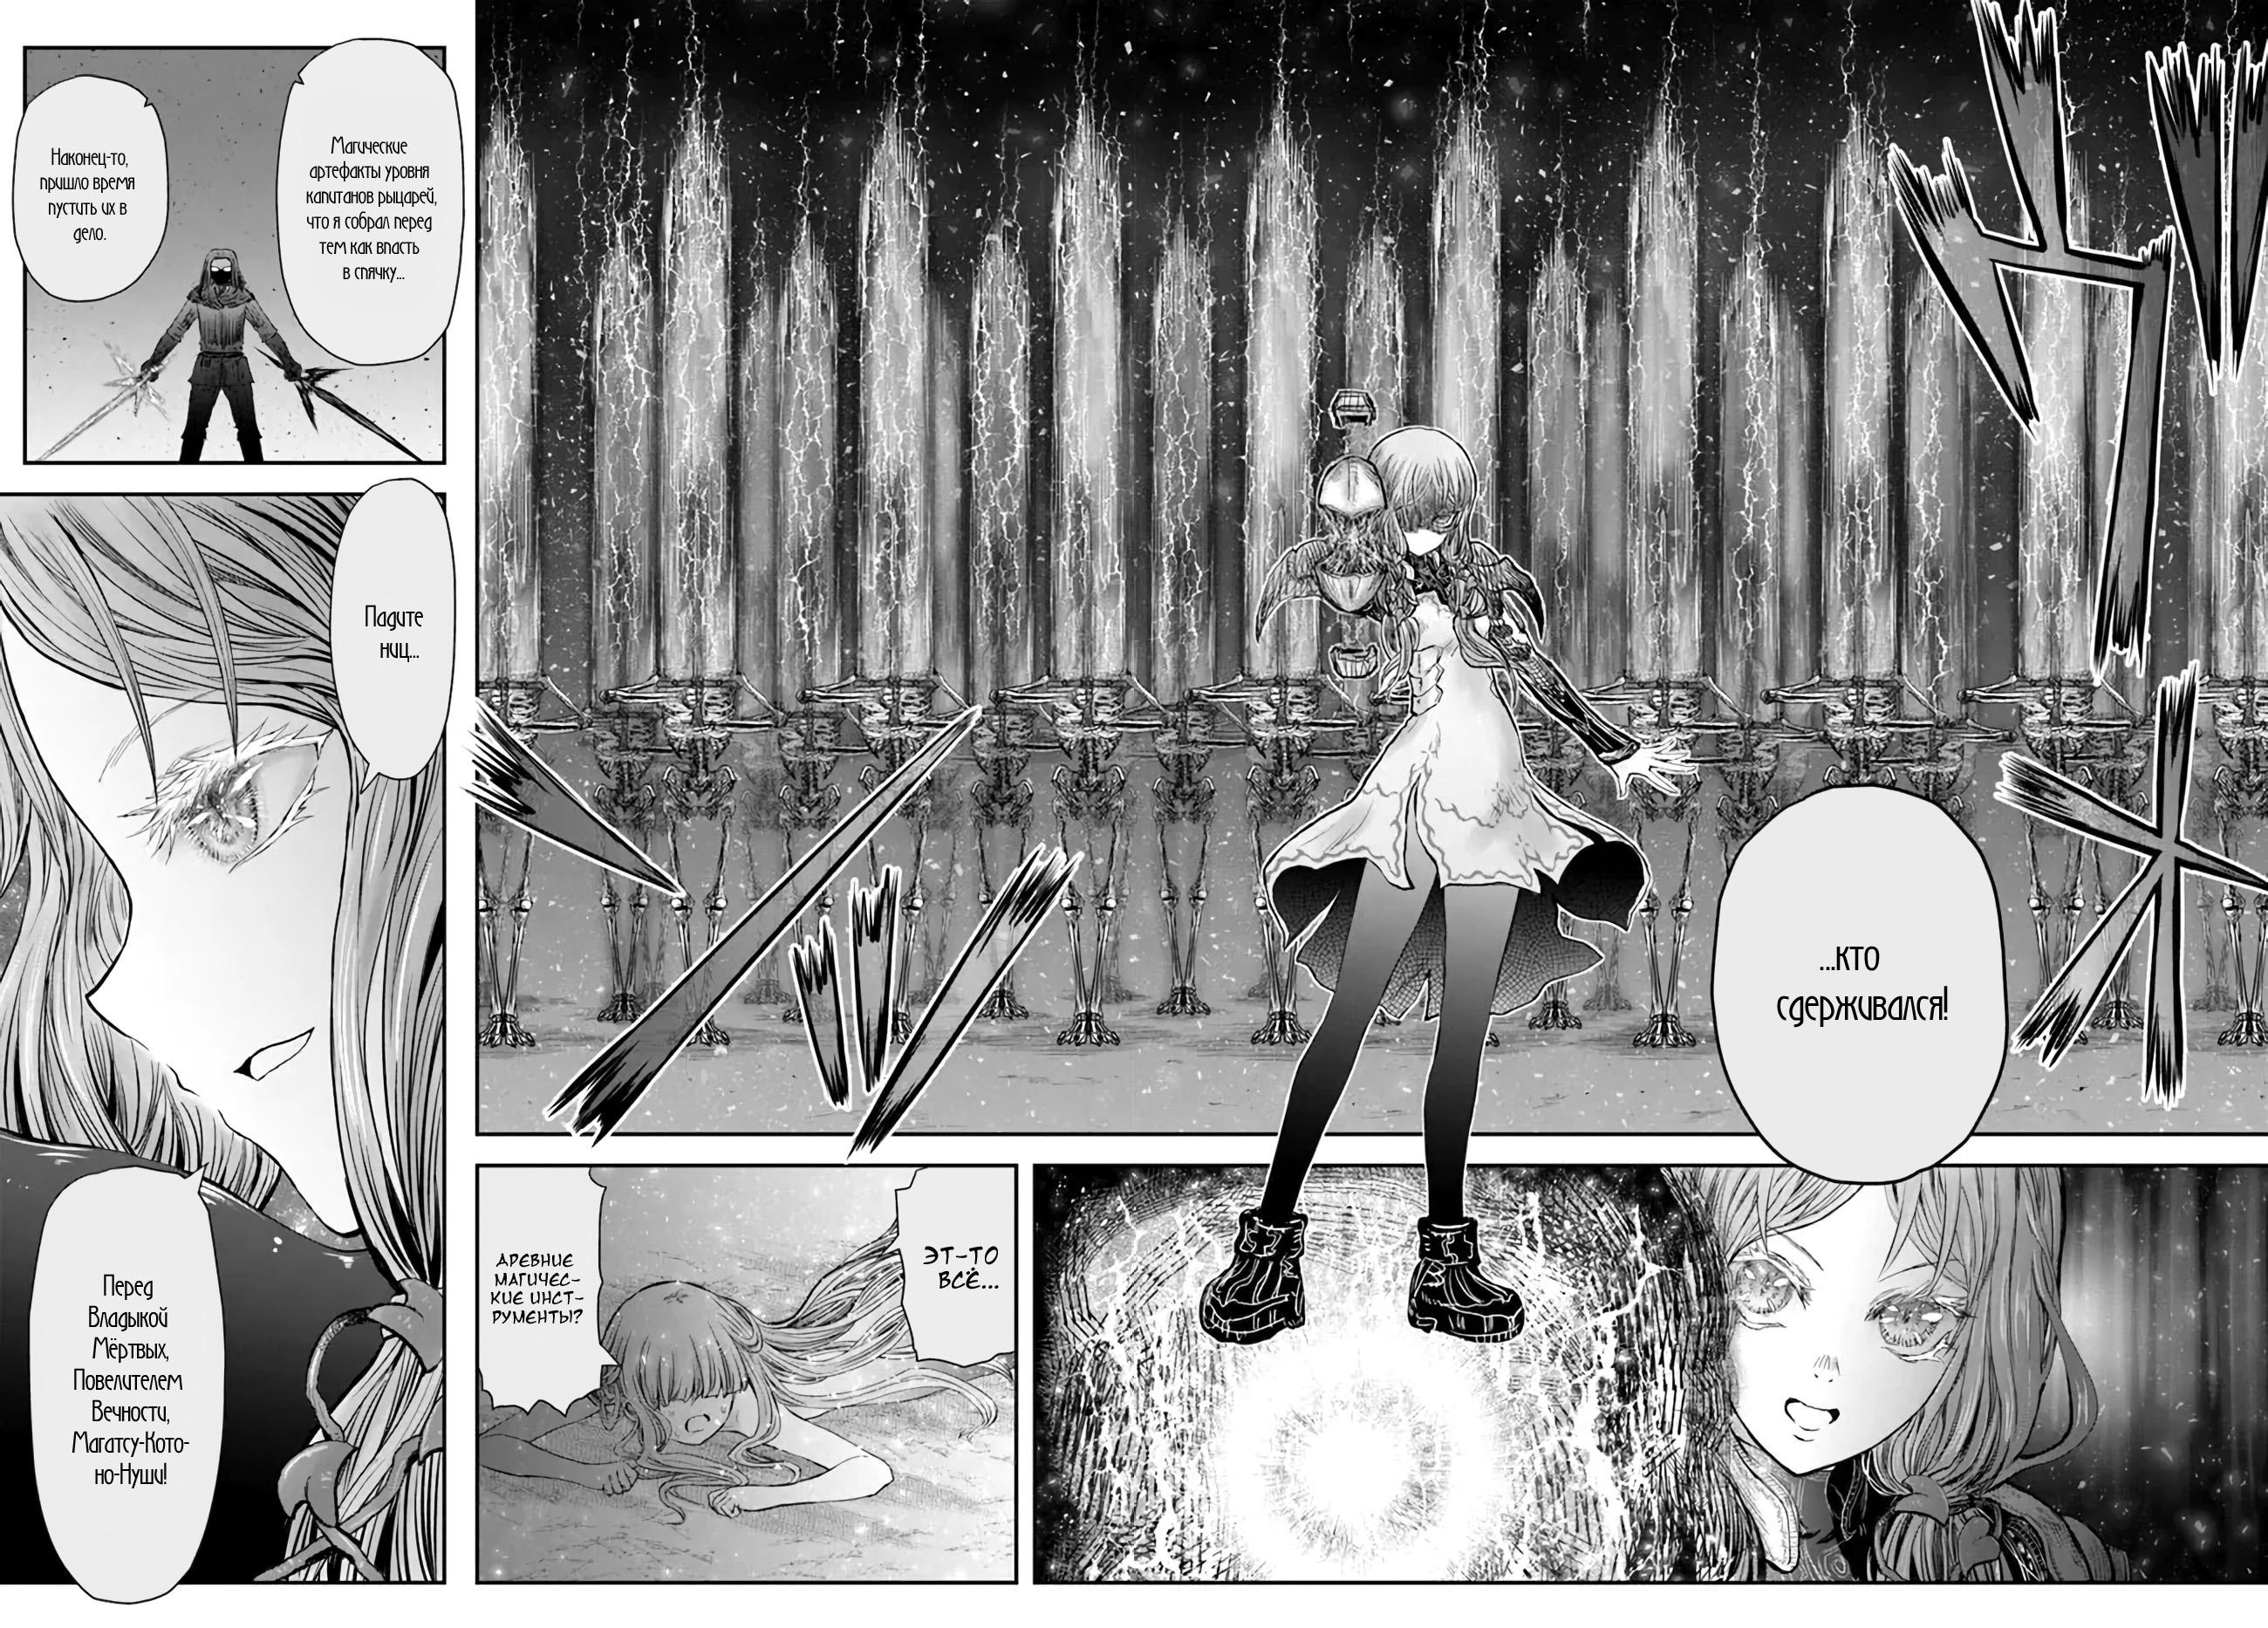 ...кто
сдерживался!
ЭТ-ТО
ВСЁ...
ДРЕВНИЕ
МАГИЧЕС-
КИЕ ИНСТ-
РУМЕНТЫ?
Магические
артефакты уровня
капитанов рыцарей,
что я собрал перед
тем как впасть
в спячку...
Наконец-то,
пришло время
пустить их в
дело.
Падите
ниц...
Перед
Владыкой
Мёртвых,
Повелителем
Вечности,
Магатсу-Кото-
но-Нуши!